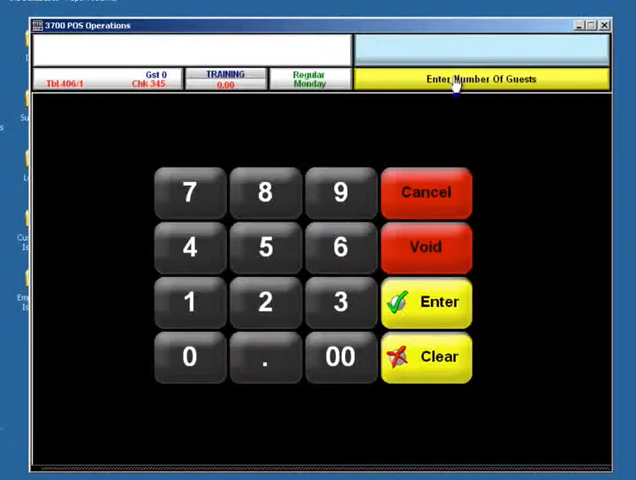 3700 POS Operations
Gst 0
TRAINING
Regular
Tbl 406/1
Chk 345
0.00
Monday
Enter Number Of Guests
7 8 9 Cancel
4 5 6 Void
1 2 3 Enter
0 . 00 Clear